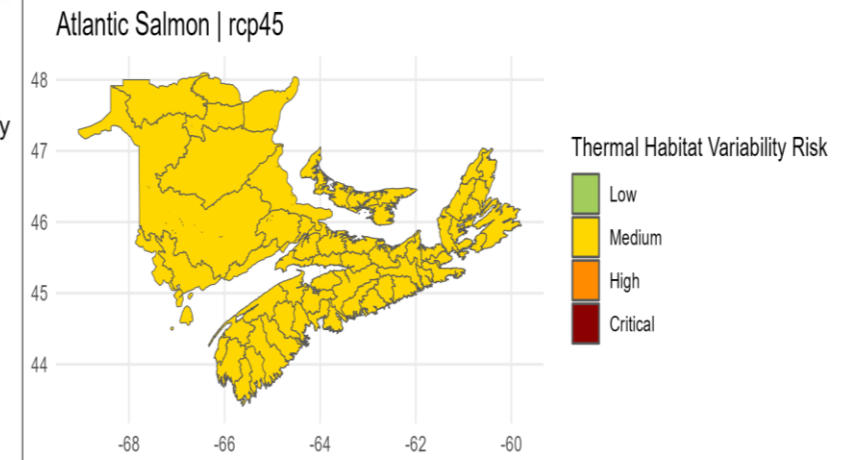 Atlantic Salmon | rcp45
y
48
47
46
45
44
-68 -66 -64 -62 -60
Thermal Habitat Variability Risk
Low
Medium
High
Critical